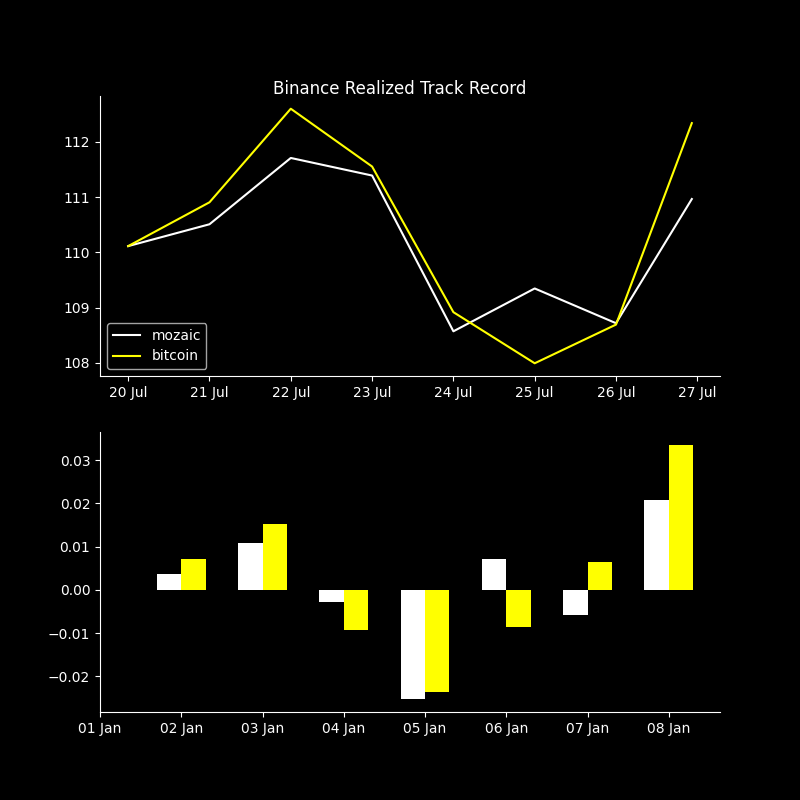 Binance Realized Track Record
112
111
110
109
108
mozaic
bitcoin
20 Jul 21 Jul 22 Jul 23 Jul 24 Jul 25 Jul 26 Jul 27 Jul
0.03
0.02
0.01
0.00
−0.01
−0.02
01 Jan 02 Jan 03 Jan 04 Jan 05 Jan 06 Jan 07 Jan 08 Jan